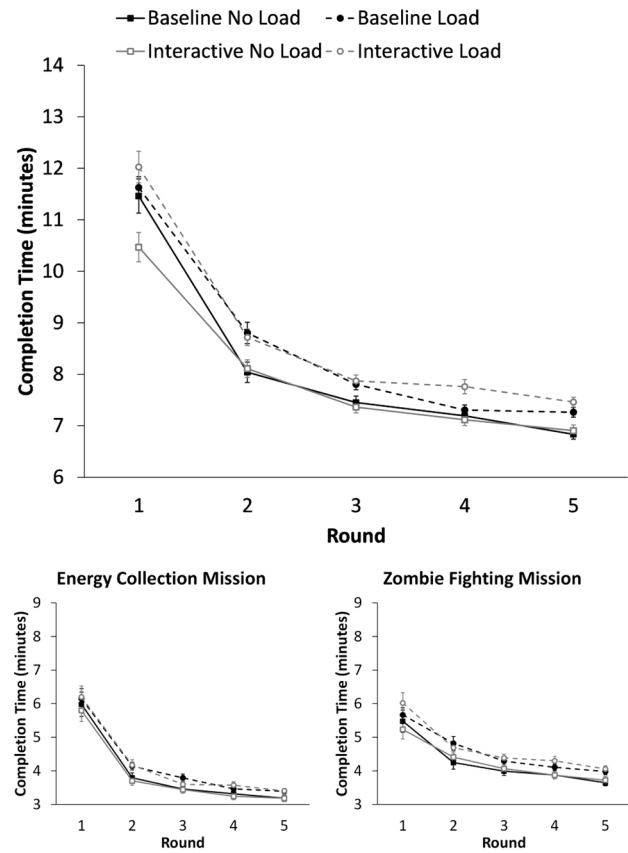 Baseline No Load Baseline Load
Interactive No Load Interactive Load
14
13
12
11
10
9
8
7
6
Completion Time (minutes)
1 2 3 4 5
Round
Energy Collection Mission
9
8
7
6
5
4
3
Completion Time (minutes)
1 2 3 4 5
Round
Zombie Fighting Mission
9
8
7
6
5
4
3
Completion Time (minutes)
1 2 3 4 5
Round